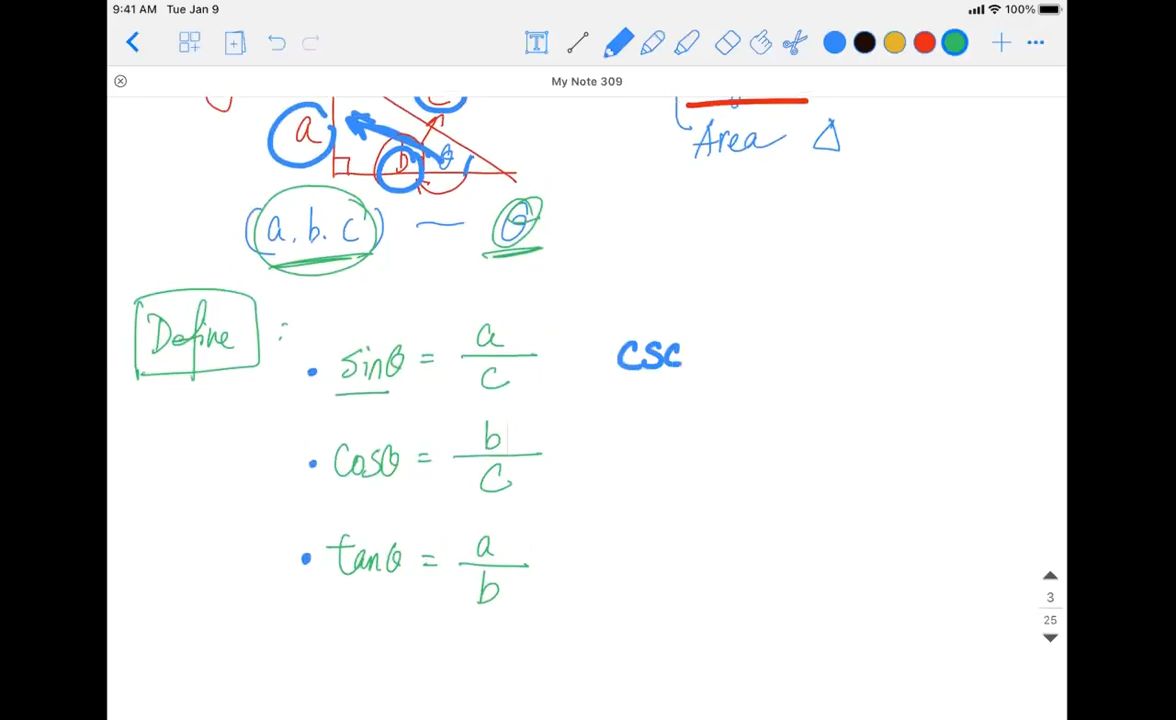 9:41 AM Tue Jan 9
100%
T
My Note 309
a
b
θ
Area △
(a, b. c) ~ θ
Define :
• sinθ = a/c
csc
• cosθ = b/c
• tanθ = a/b
3
25